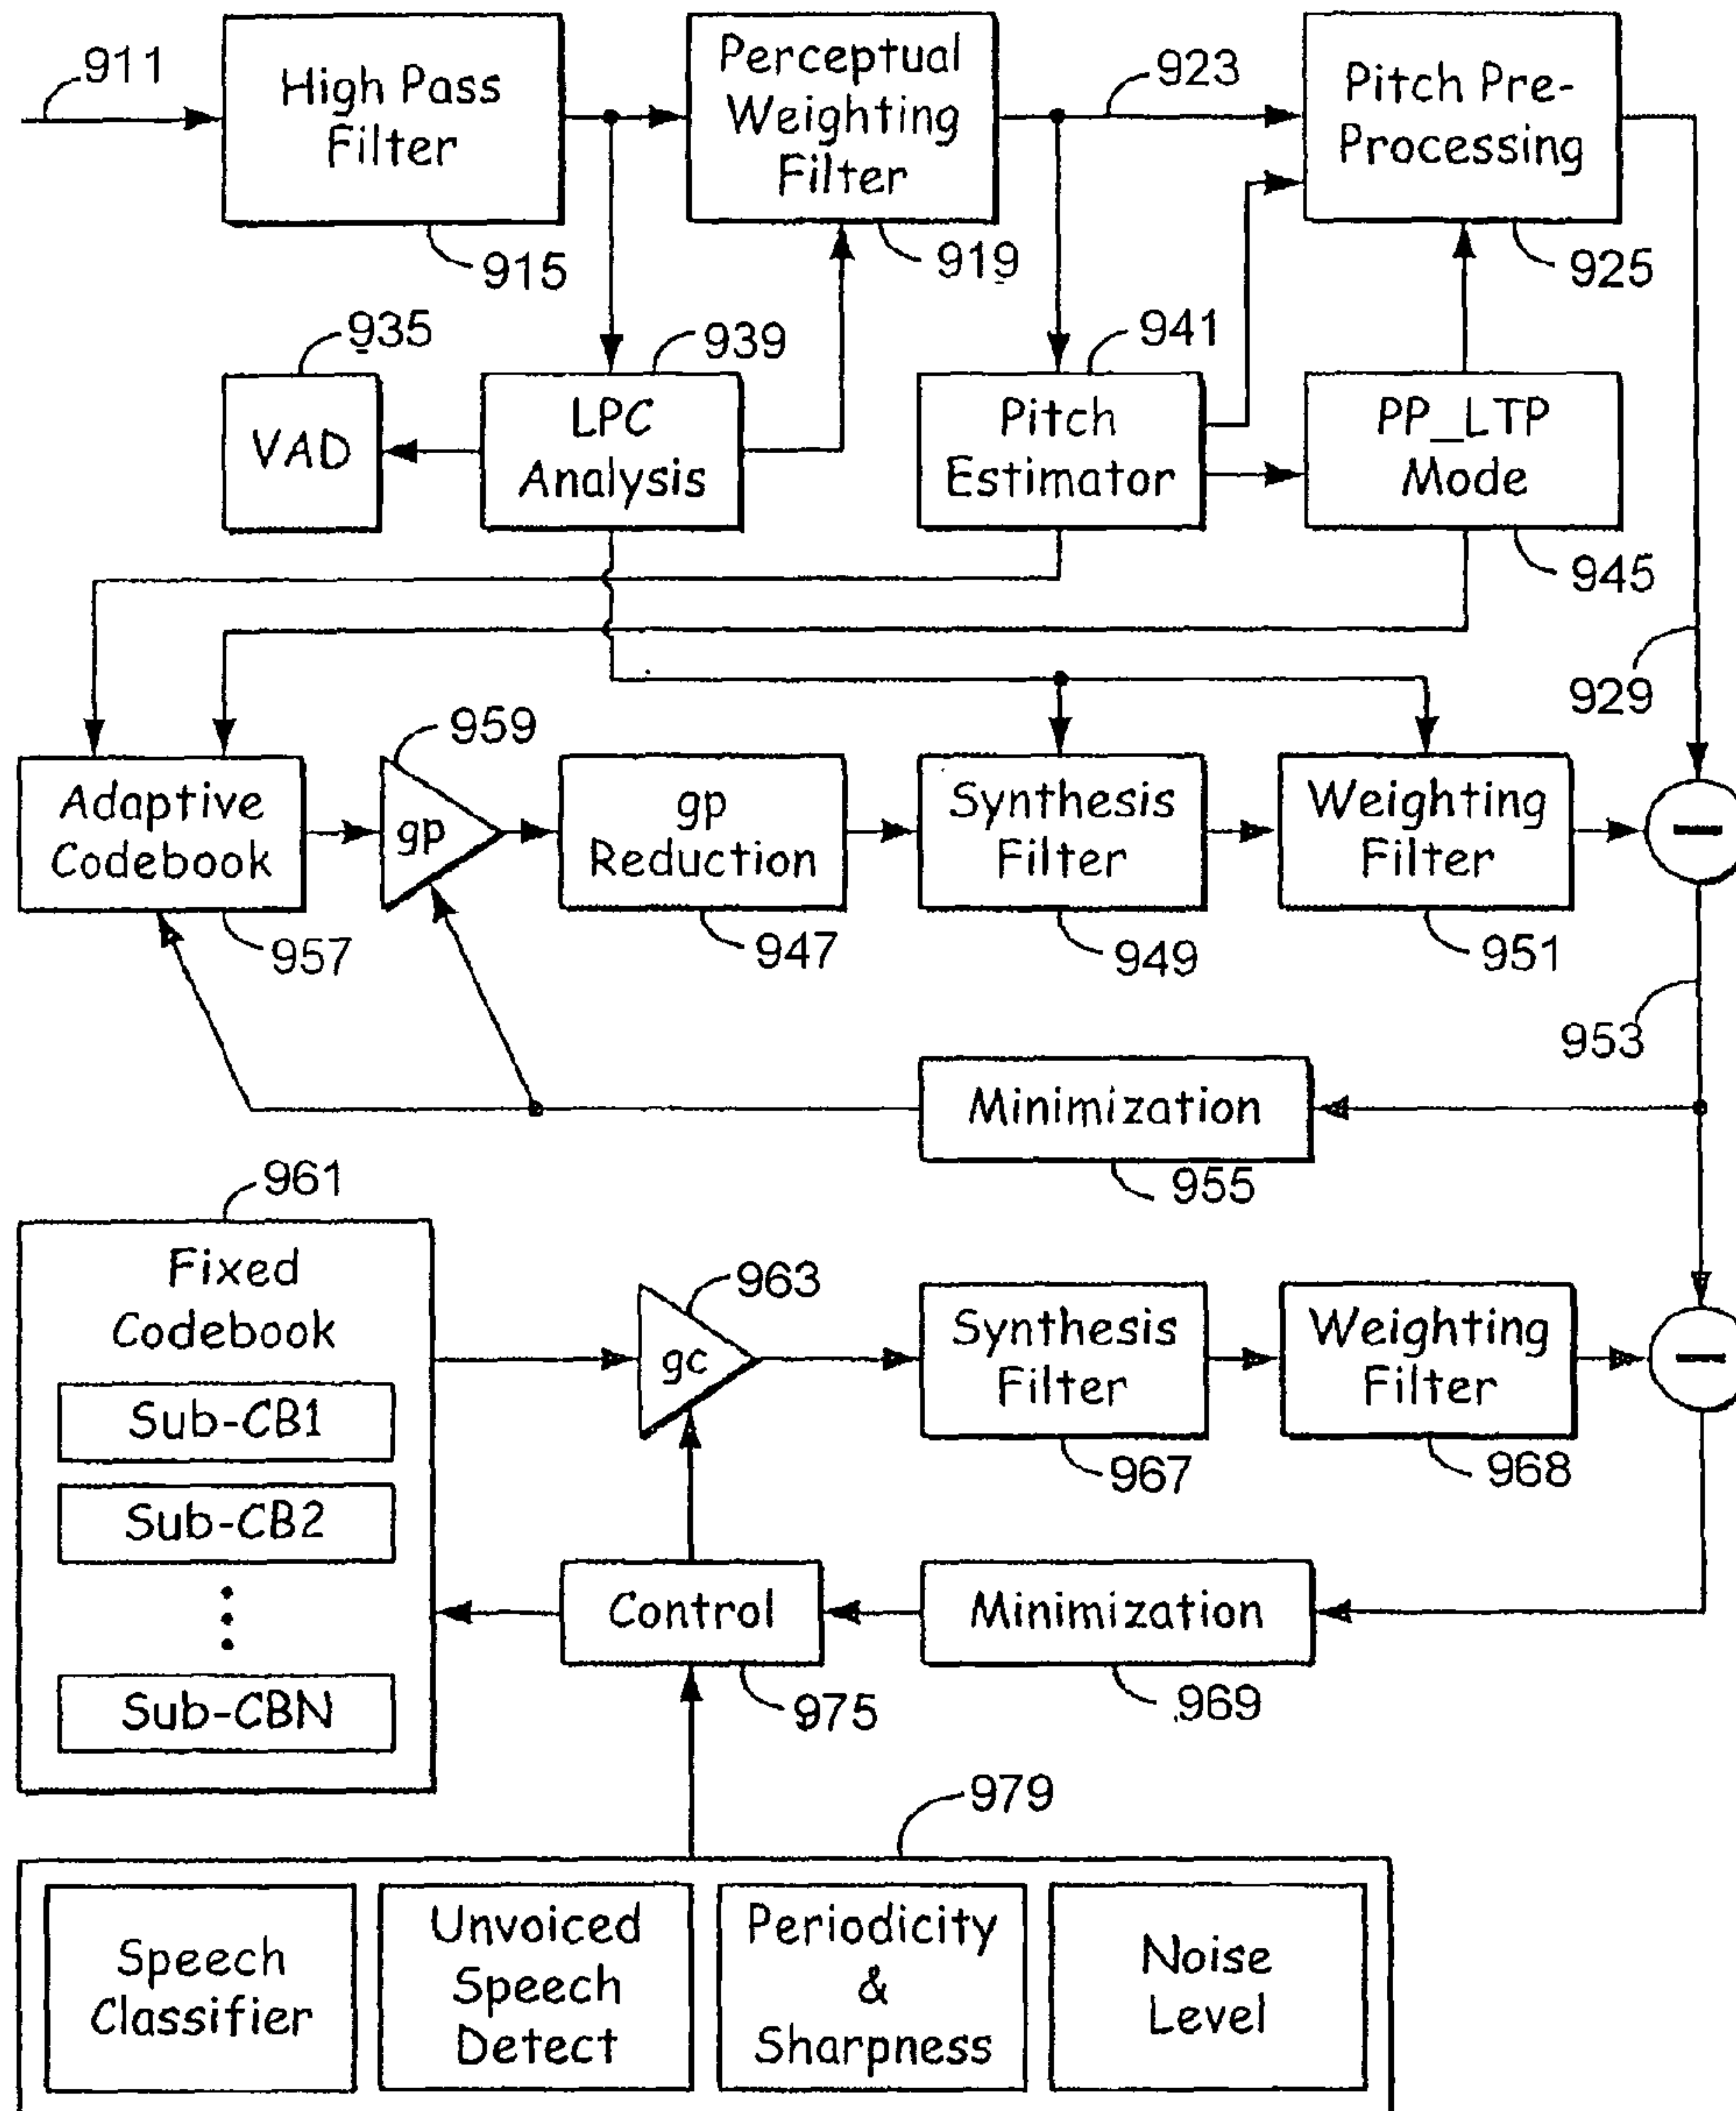 911
High Pass
Filter
915
Perceptual
Weighting
Filter
919
923
Pitch Pre-
Processing
925
935
VAD
939
LPC
Analysis
941
Pitch
Estimator
PP_LTP
Mode
945
929
Adaptive
Codebook
957
959
gp
gp
Reduction
947
Synthesis
Filter
949
Weighting
Filter
951
953
Minimization
955
961
Fixed
Codebook
Sub-CB1
Sub-CB2
Sub-CBN
963
gc
Synthesis
Filter
967
Weighting
Filter
968
Control
975
Minimization
969
979
Speech
Classifier
Unvoiced
Speech
Detect
Periodicity
&
Sharpness
Noise
Level